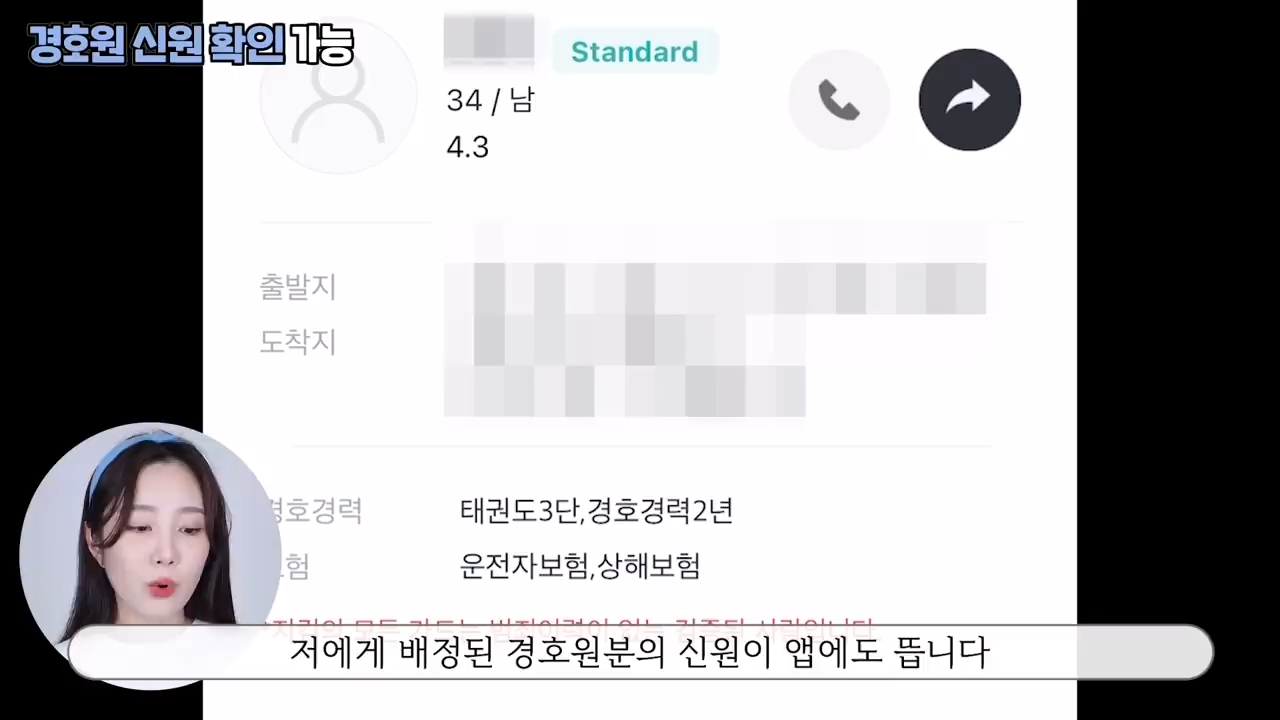 경호원 신원 확인 가능
Standard
34 / 남
4.3
출발지
도착지
경호경력 태권도3단,경호경력2년
운전자보험,상해보험
저에게 배정된 경호원분의 신원이 앱에도 뜹니다